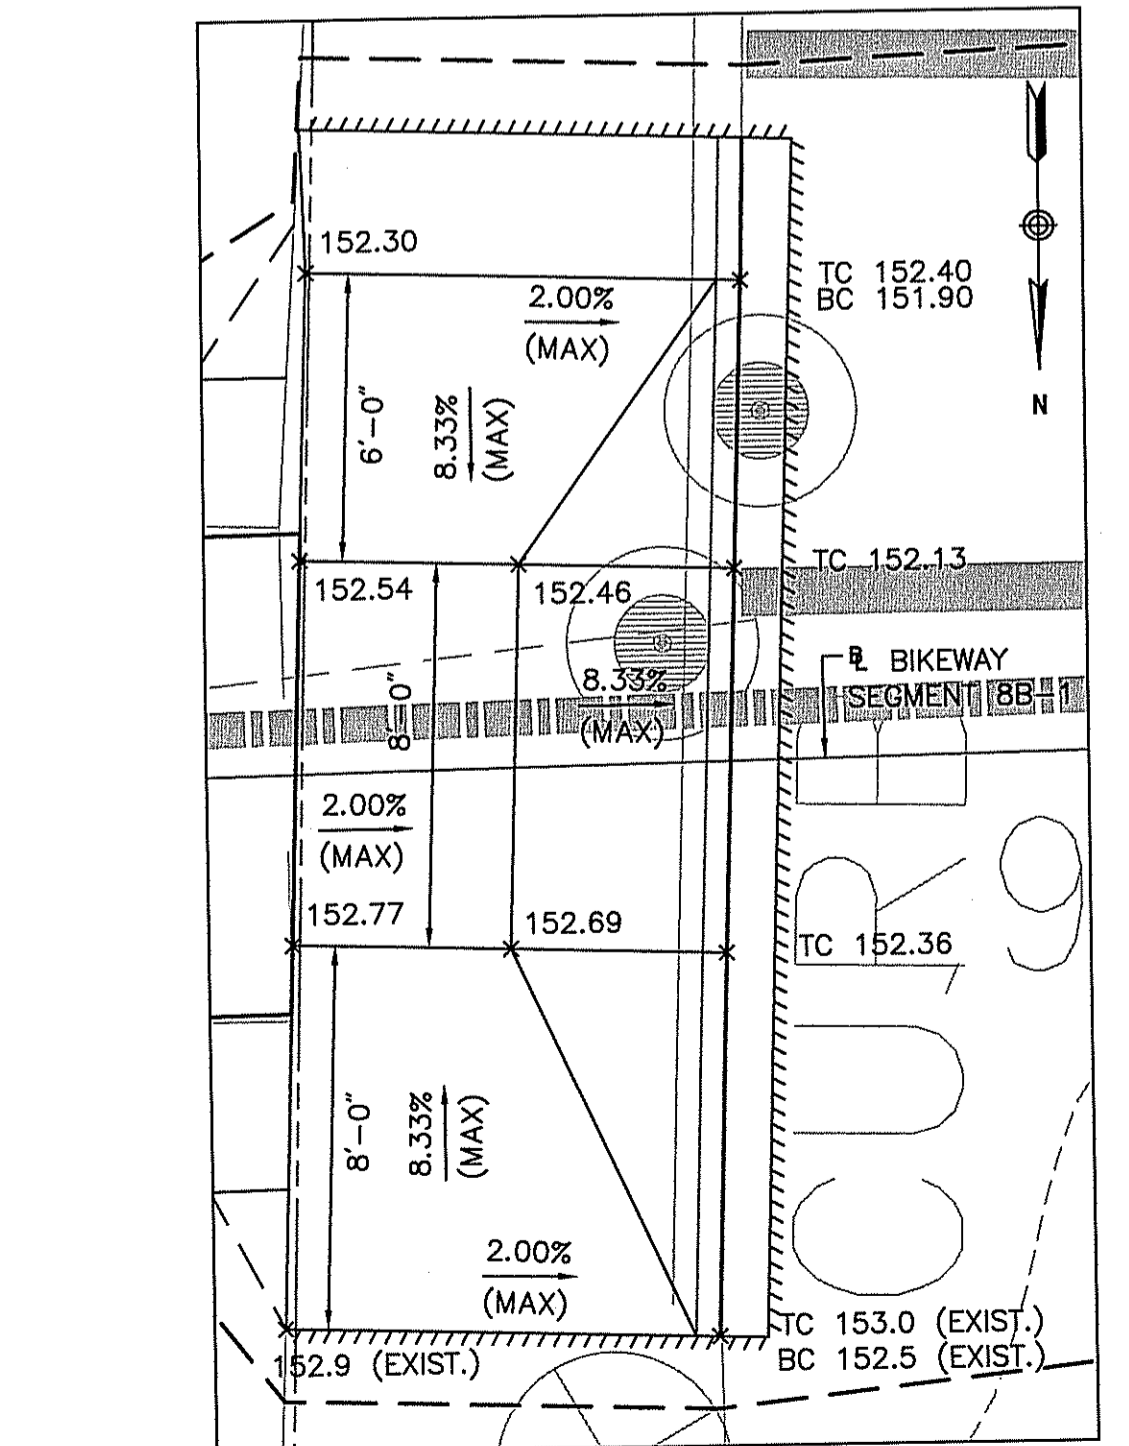 152.30
TC 152.40
BC 151.90
2.00%
(MAX)
6'-0"
8.33%
(MAX)
N
152.54
152.46
TC 152.13
BL BIKEWAY
SEGMENT 8B-1
8'-0"
8.33%
(MAX)
2.00%
(MAX)
152.77
152.69
TC 152.36
8'-0"
8.33%
(MAX)
2.00%
(MAX)
152.9 (EXIST.)
TC 153.0 (EXIST.)
BC 152.5 (EXIST.)